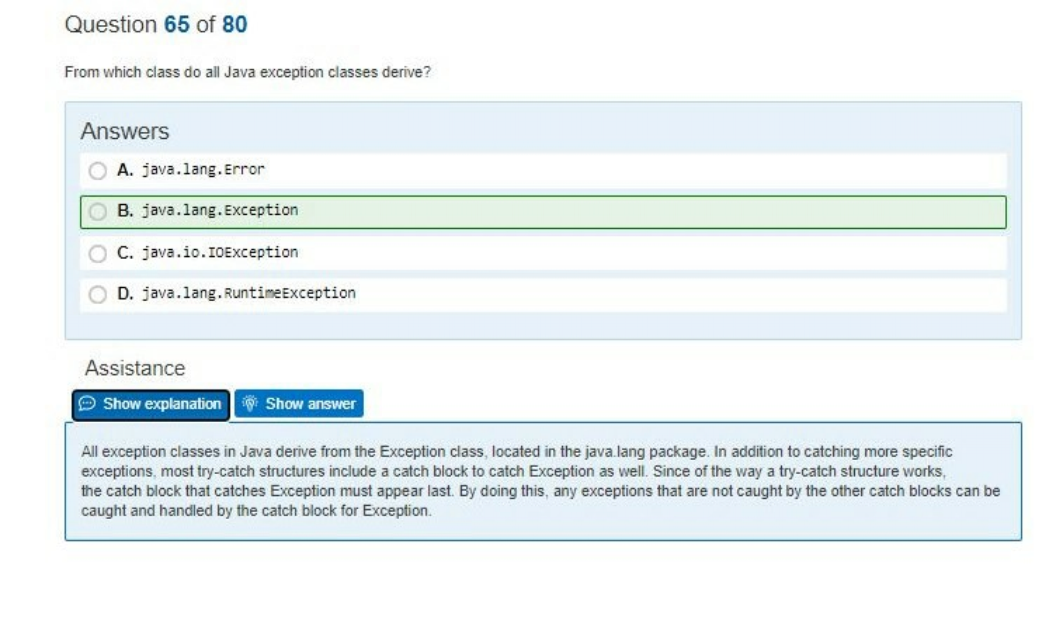 Question 65 of 80
From which class do all Java exception classes derive?
Answers
A. java.lang.Error
B. java.lang.Exception
C. java.io.IOException
D. java.lang.RuntimeException
Assistance
Show explanation Show answer
All exception classes in Java derive from the Exception class, located in the java.lang package. In addition to catching more specific
exceptions, most try-catch structures include a catch block to catch Exception as well. Since of the way a try-catch structure works,
the catch block that catches Exception must appear last. By doing this, any exceptions that are not caught by the other catch blocks can be
caught and handled by the catch block for Exception.